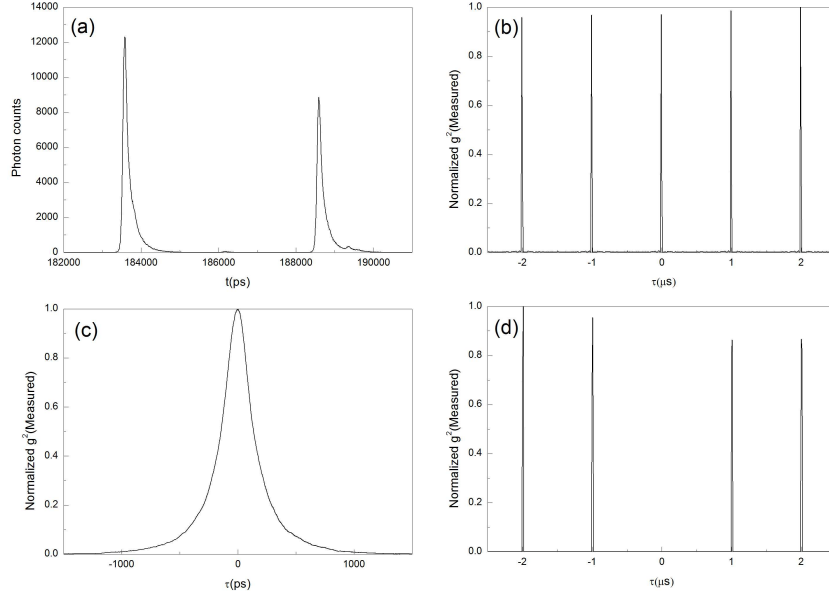 (a)
Photon counts
14000
12000
10000
8000
6000
4000
2000
0
182000 184000 186000 188000 190000
t(ps)
(b)
Normalized g²(Measured)
1.0
0.8
0.6
0.4
0.2
0.0
-2 -1 0 1 2
τ(μs)
(c)
Normalized g²(Measured)
1.0
0.8
0.6
0.4
0.2
0.0
-1000 0 1000
τ(ps)
(d)
Normalized g²(Measured)
1.0
0.8
0.6
0.4
0.2
0.0
-2 -1 0 1 2
τ(μs)